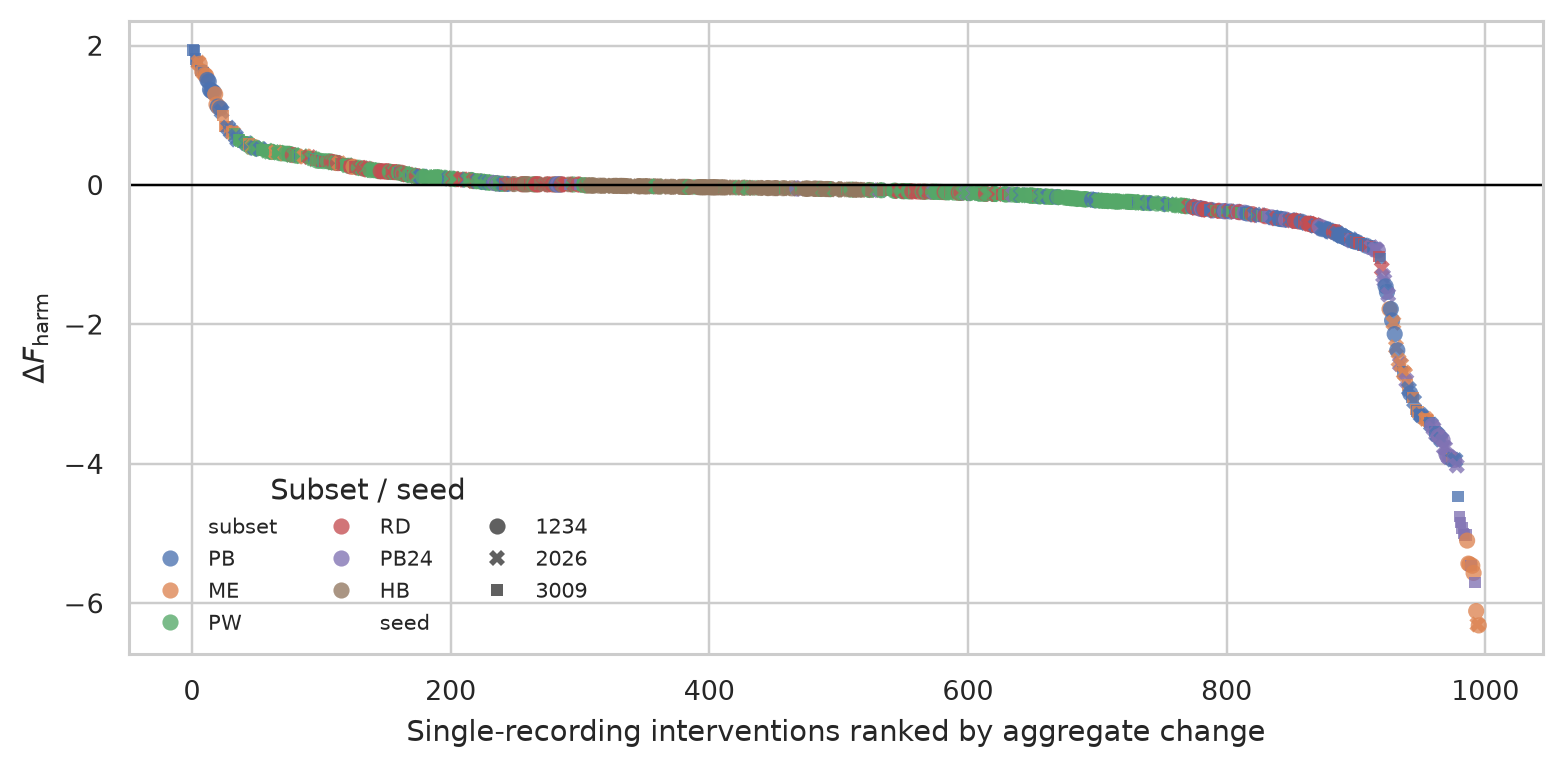 2
0
−2
−4
−6
ΔF_harm
Subset / seed
subset
PB
ME
PW
RD
PB24
HB
seed
1234
2026
3009
0 200 400 600 800 1000
Single-recording interventions ranked by aggregate change